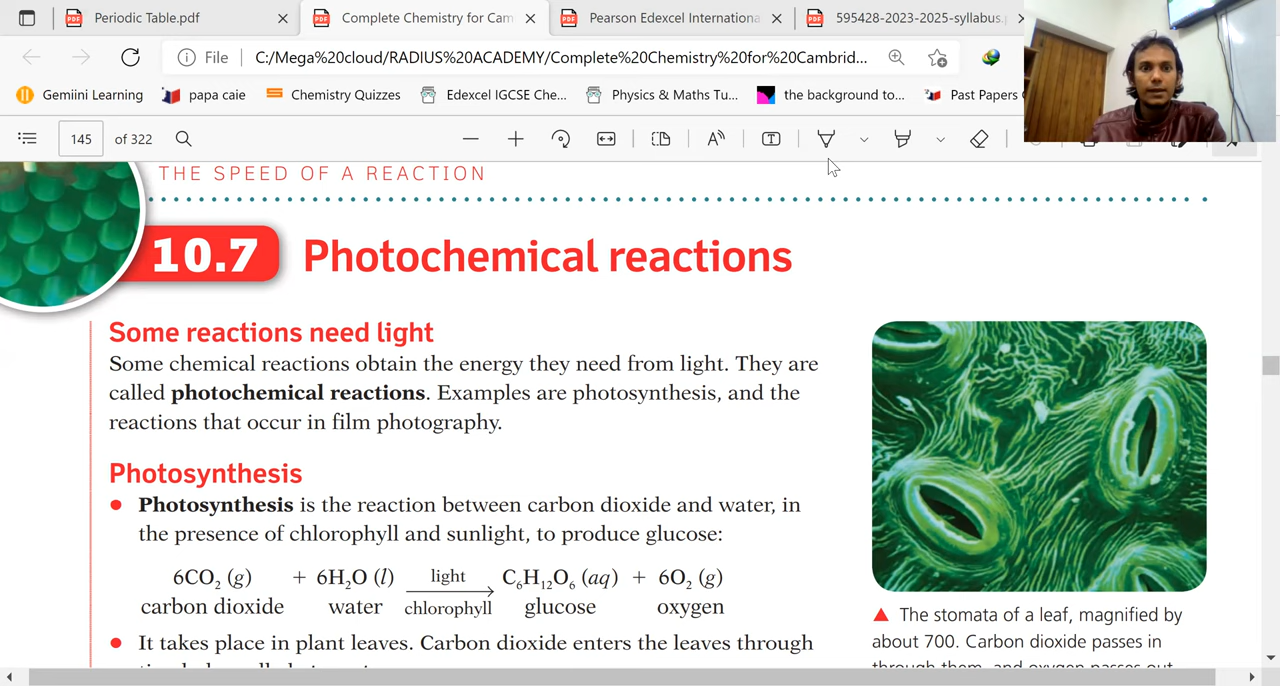 Periodic Table.pdf
Complete Chemistry for Cam
Pearson Edexcel Internationa
595428-2023-2025-syllabus.
File
C:/Mega%20cloud/RADIUS%20ACADEMY/Complete%20Chemistry%20for%20Cambrid...
Gemiini Learning
papa caie
Chemistry Quizzes
Edexcel IGCSE Che...
Physics & Maths Tu...
the background to...
Past Papers
145 of 322
THE SPEED OF A REACTION
10.7 Photochemical reactions
Some reactions need light
Some chemical reactions obtain the energy they need from light. They are
called photochemical reactions. Examples are photosynthesis, and the
reactions that occur in film photography.
Photosynthesis
● Photosynthesis is the reaction between carbon dioxide and water, in
the presence of chlorophyll and sunlight, to produce glucose:
light
6CO₂ (g) + 6H₂O (l) → C₆H₁₂O₆ (aq) + 6O₂ (g)
carbon dioxide water chlorophyll glucose oxygen
● It takes place in plant leaves. Carbon dioxide enters the leaves through
▲ The stomata of a leaf, magnified by
about 700. Carbon dioxide passes in
through them, and oxygen passes out